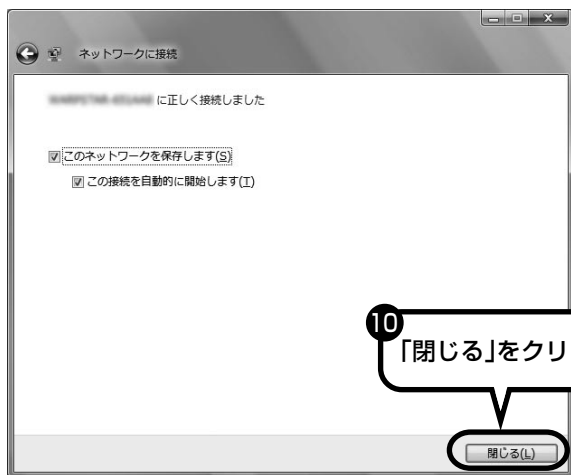 ネットワークに接続
に正しく接続しました
このネットワークを保存します(S)
この接続を自動的に開始します(T)
10
「閉じる」をクリ
閉じる(L)